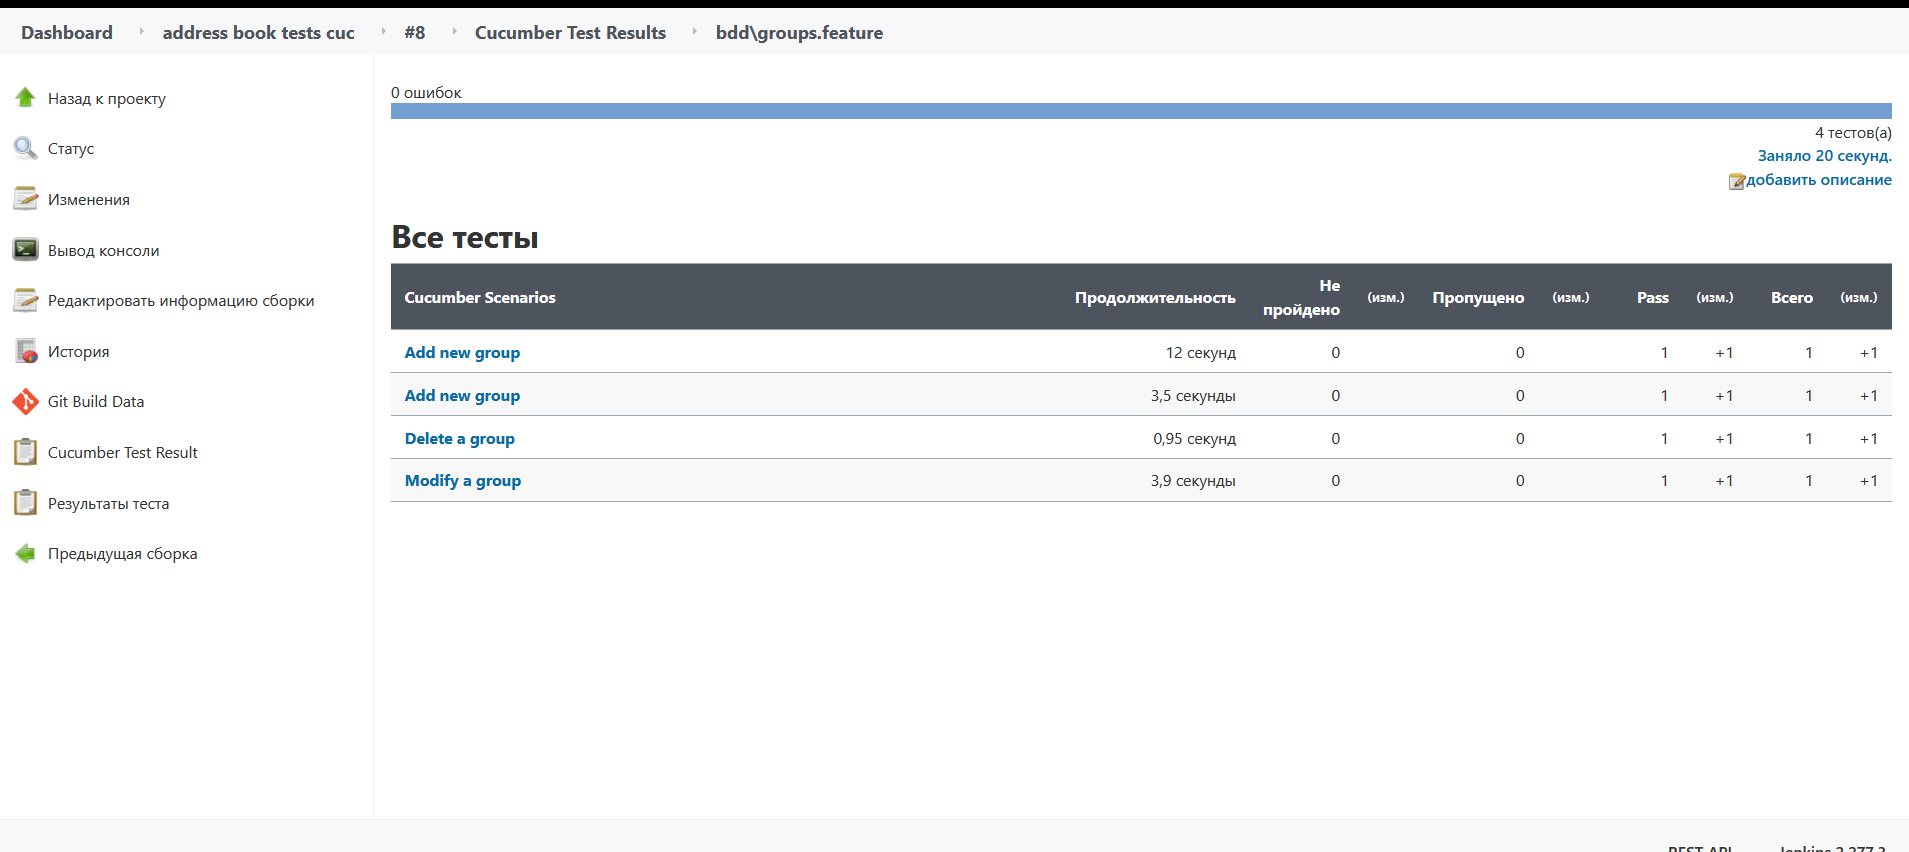 Dashboard address book tests cuc #8 Cucumber Test Results bdd\groups.feature
Назад к проекту
Статус
Изменения
Вывод консоли
Редактировать информацию сборки
История
Git Build Data
Cucumber Test Result
Результаты теста
Предыдущая сборка
0 ошибок
4 тестов(а)
Заняло 20 секунд.
добавить описание
Все тесты
Cucumber Scenarios Продолжительность Не пройдено (изм.) Пропущено (изм.) Pass (изм.) Всего (изм.)
Add new group 12 секунд 0 0 1 +1 1 +1
Add new group 3,5 секунды 0 0 1 +1 1 +1
Delete a group 0,95 секунд 0 0 1 +1 1 +1
Modify a group 3,9 секунды 0 0 1 +1 1 +1
REST API Jenkins 2.377.3